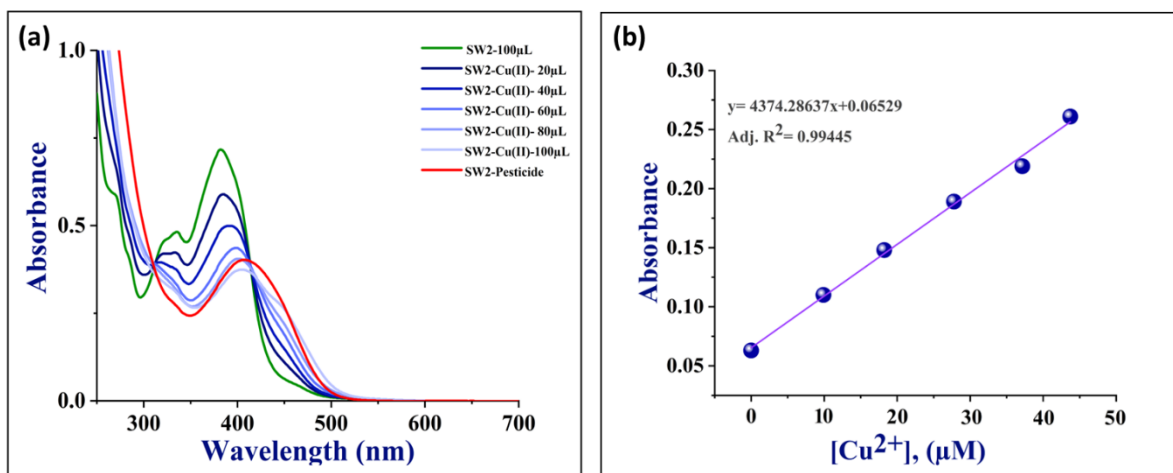 (a)
1.0
0.5
0.0
Absorbance
300 400 500 600 700
Wavelength (nm)
SW2-100µL
SW2-Cu(II)- 20µL
SW2-Cu(II)- 40µL
SW2-Cu(II)- 60µL
SW2-Cu(II)- 80µL
SW2-Cu(II)-100µL
SW2-Pesticide
(b)
0.30
0.25
0.20
0.15
0.10
0.05
Absorbance
y= 4374.28637x+0.06529
Adj. R²= 0.99445
0 10 20 30 40 50
[Cu²⁺], (µM)